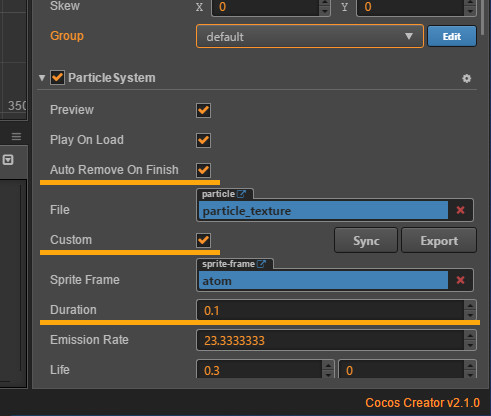 Skew X 0 Y 0
Group default Edit
ParticleSystem
Preview
Play On Load
350
Auto Remove On Finish
particle
File particle_texture
Custom Sync Export
sprite-frame
Sprite Frame atom
Duration 0.1
Emission Rate 23.3333333
Life 0.3 0
Cocos Creator v2.1.0